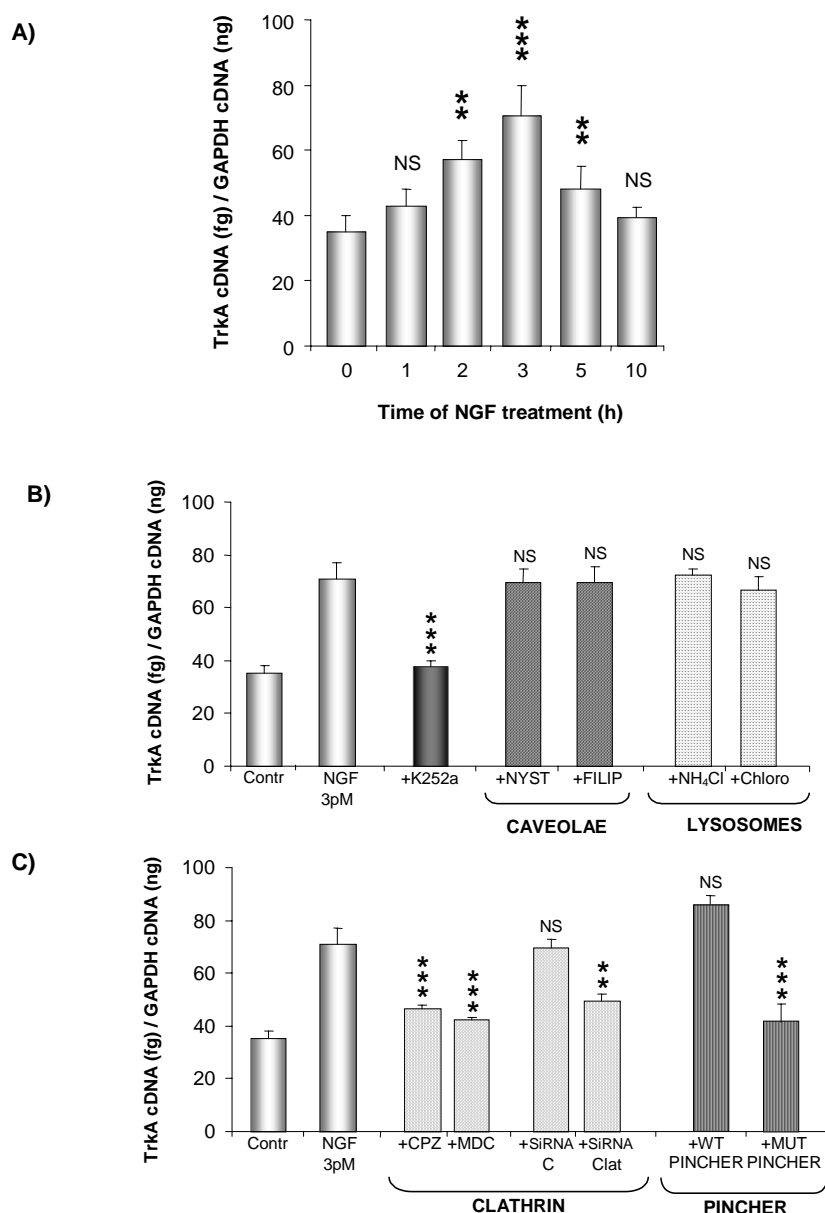 A)
TrkA cDNA (fg) / GAPDH cDNA (ng)
100
80
60
40
20
0
NS
**
***
**
NS
0 1 2 3 5 10
Time of NGF treatment (h)
B)
TrkA cDNA (fg) / GAPDH cDNA (ng)
100
80
60
40
20
0
***
NS
NS
NS
NS
Contr
NGF
3pM
+K252a
+NYST
+FILIP
+NH₄Cl
+Chloro
CAVEOLAE
LYSOSOMES
C)
TrkA cDNA (fg) / GAPDH cDNA (ng)
100
80
60
40
20
0
***
***
NS
**
NS
***
Contr
NGF
3pM
+CPZ
+MDC
+SiRNA
C
+SiRNA
Clat
+WT
PINCHER
+MUT
PINCHER
CLATHRIN
PINCHER